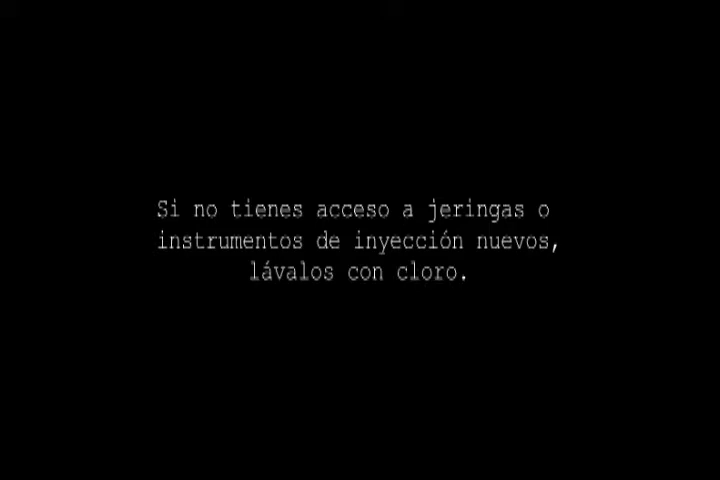 Si no tienes acceso a jeringas o
instrumentos de inyección nuevos,
lávalos con cloro.